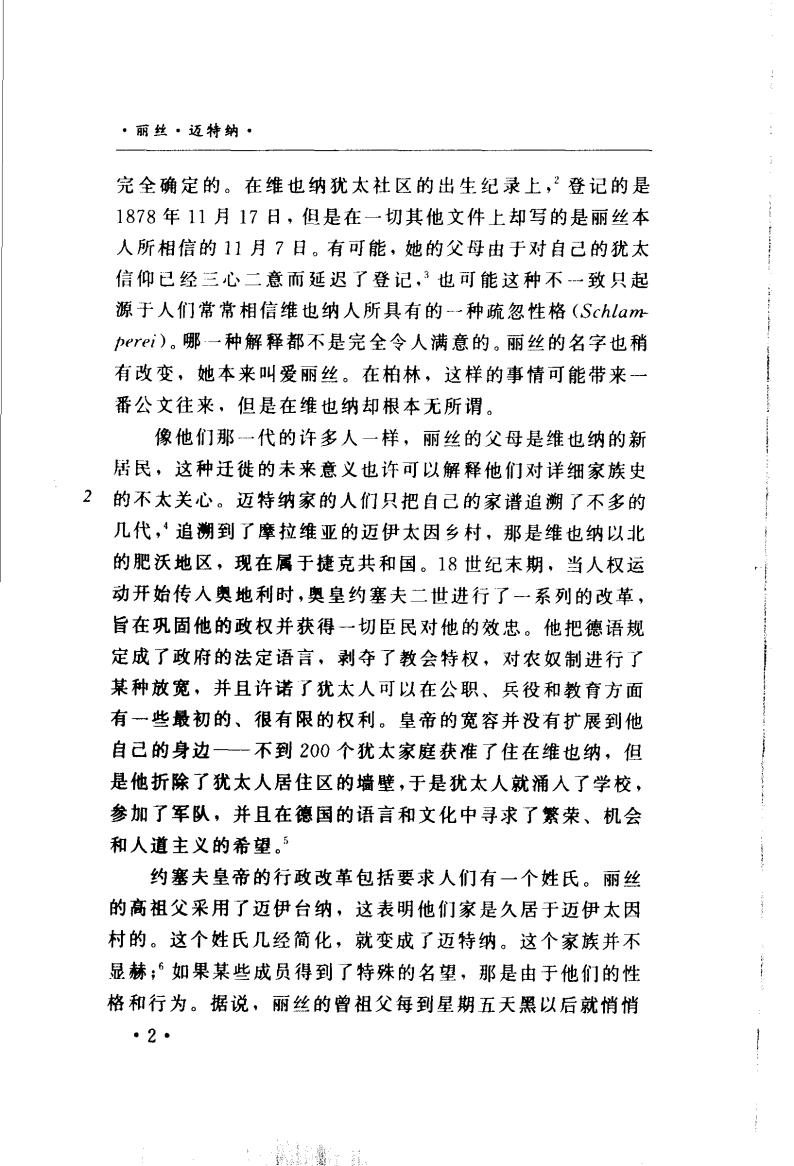 ·丽丝·迈特纳·
完全确定的。在维也纳犹太社区的出生纪录上,² 登记的是
1878 年 11 月 17 日,但是在一切其他文件上却写的是丽丝本
人所相信的 11 月 7 日。有可能,她的父母由于对自己的犹太
信仰已经三心二意而延迟了登记,³ 也可能这种不一致只起
源于人们常常相信维也纳人所具有的一种疏忽性格(Schlam-
perei)。哪一种解释都不是完全令人满意的。丽丝的名字也稍
有改变，她本来叫爱丽丝。在柏林，这样的事情可能带来一
番公文往来，但是在维也纳却根本无所谓。
像他们那一代的许多人一样，丽丝的父母是维也纳的新
居民，这种迁徙的未来意义也许可以解释他们对详细家族史
2 的不太关心。迈特纳家的人们只把自己的家谱追溯了不多的
几代,⁴ 追溯到了摩拉维亚的迈伊太因乡村，那是维也纳以北
的肥沃地区，现在属于捷克共和国。18 世纪末期，当人权运
动开始传入奥地利时,奥皇约塞夫二世进行了一系列的改革,
旨在巩固他的政权并获得一切臣民对他的效忠。他把德语规
定成了政府的法定语言，剥夺了教会特权，对农奴制进行了
某种放宽，并且许诺了犹太人可以在公职、兵役和教育方面
有一些最初的、很有限的权利。皇帝的宽容并没有扩展到他
自己的身边——不到 200 个犹太家庭获准了住在维也纳，但
是他折除了犹太人居住区的墙壁,于是犹太人就涌入了学校,
参加了军队，并且在德国的语言和文化中寻求了繁荣、机会
和人道主义的希望。⁵
约塞夫皇帝的行政改革包括要求人们有一个姓氏。丽丝
的高祖父采用了迈伊台纳，这表明他们家是久居于迈伊太因
村的。这个姓氏几经简化，就变成了迈特纳。这个家族并不
显赫;⁶ 如果某些成员得到了特殊的名望，那是由于他们的性
格和行为。据说，丽丝的曾祖父每到星期五天黑以后就悄悄
·2·